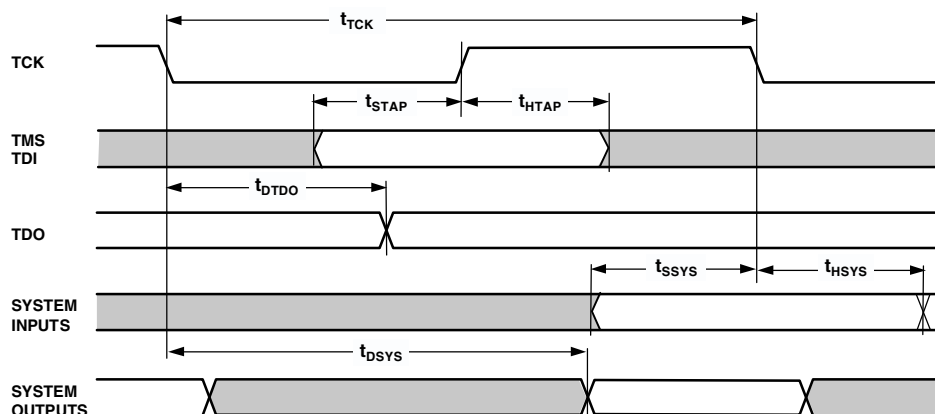 tTCK
TCK
tSTAP
tHTAP
TMS
TDI
tDTDO
TDO
tSSYS
tHSYS
SYSTEM
INPUTS
tDSYS
SYSTEM
OUTPUTS